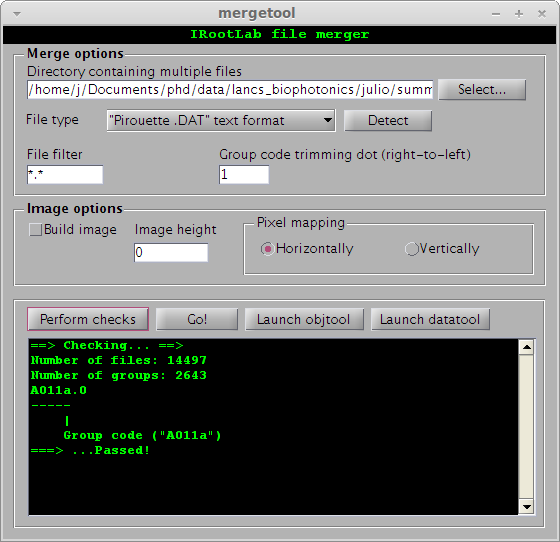 mergetool
IRootLab file merger
Merge options
Directory containing multiple files
/home/j/Documents/phd/data/lancs_biophotonics/julio/summ
Select...
File type
"Pirouette .DAT" text format
Detect
File filter
Group code trimming dot (right-to-left)
*.*
1
Image options
Build image
Image height
0
Pixel mapping
Horizontally
Vertically
Perform checks
Go!
Launch objtool
Launch datatool
==> Checking... ==>
Number of files: 14497
Number of groups: 2643
A011a.0
-----
|
Group code ("A011a")
===> ...Passed!